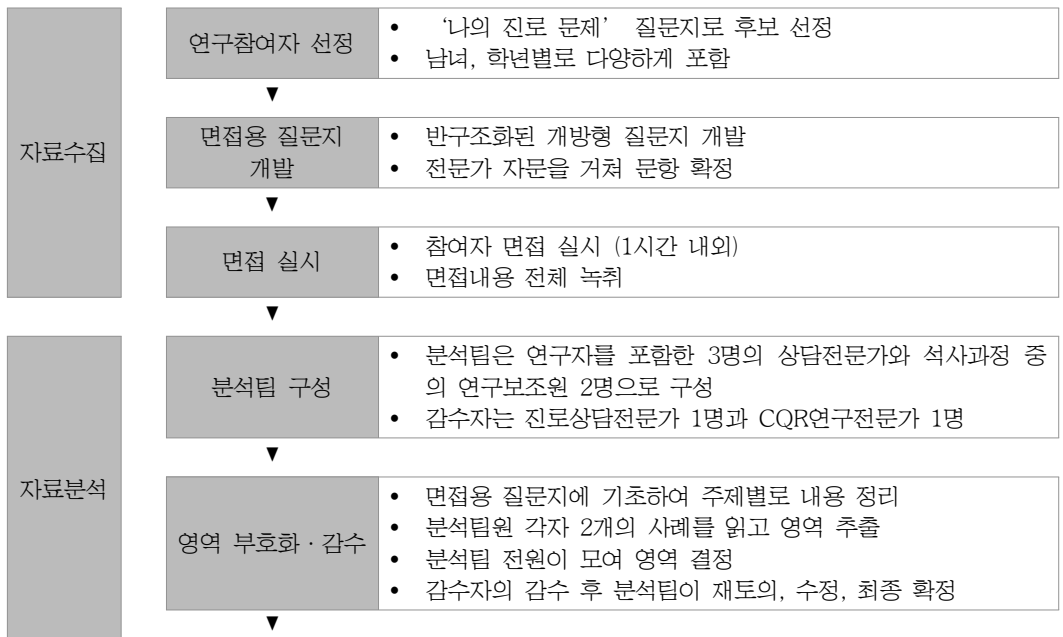 자료수집
연구참여자 선정
• ‘나의 진로 문제’ 질문지로 후보 선정
• 남녀, 학년별로 다양하게 포함
▼
면접용 질문지
개발
• 반구조화된 개방형 질문지 개발
• 전문가 자문을 거쳐 문항 확정
▼
면접 실시
• 참여자 면접 실시 (1시간 내외)
• 면접내용 전체 녹취
▼
자료분석
분석팀 구성
• 분석팀은 연구자를 포함한 3명의 상담전문가와 석사과정 중
의 연구보조원 2명으로 구성
• 감수자는 진로상담전문가 1명과 CQR연구전문가 1명
▼
영역 부호화·감수
• 면접용 질문지에 기초하여 주제별로 내용 정리
• 분석팀원 각자 2개의 사례를 읽고 영역 추출
• 분석팀 전원이 모여 영역 결정
• 감수자의 감수 후 분석팀이 재토의, 수정, 최종 확정
▼